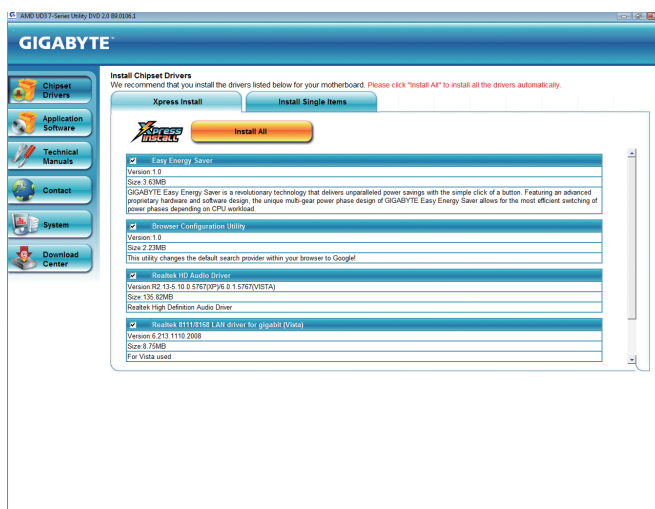 AMD UD3 7-Series Utility DVD 2.0 B9.0106.1
GIGABYTE™
Chipset
Drivers
Application
Software
Technical
Manuals
Contact
System
Download
Center
Install Chipset Drivers
We recommend that you install the drivers listed below for your motherboard. Please click "Install All" to install all the drivers automatically.
Xpress Install
Install Single Items
Xpress
Install
Install All
Easy Energy Saver
Version:1.0
Size:3.63MB
GIGABYTE Easy Energy Saver is a revolutionary technology that delivers unparalleled power savings with the simple click of a button. Featuring an advanced
proprietary hardware and software design, the unique multi-gear power phase design of GIGABYTE Easy Energy Saver allows for the most efficient switching of
power phases depending on CPU workload.
Browser Configuration Utility
Version:1.0
Size:2.23MB
This utility changes the default search provider within your browser to Google!
Realtek HD Audio Driver
Version:R2.13-5.10.0.5767(XP)/6.0.1.5767(VISTA)
Size:135.82MB
Realtek High Definition Audio Driver
Realtek 8111/8168 LAN driver for gigabit (Vista)
Version:6.213.1110.2008
Size:8.75MB
For Vista used